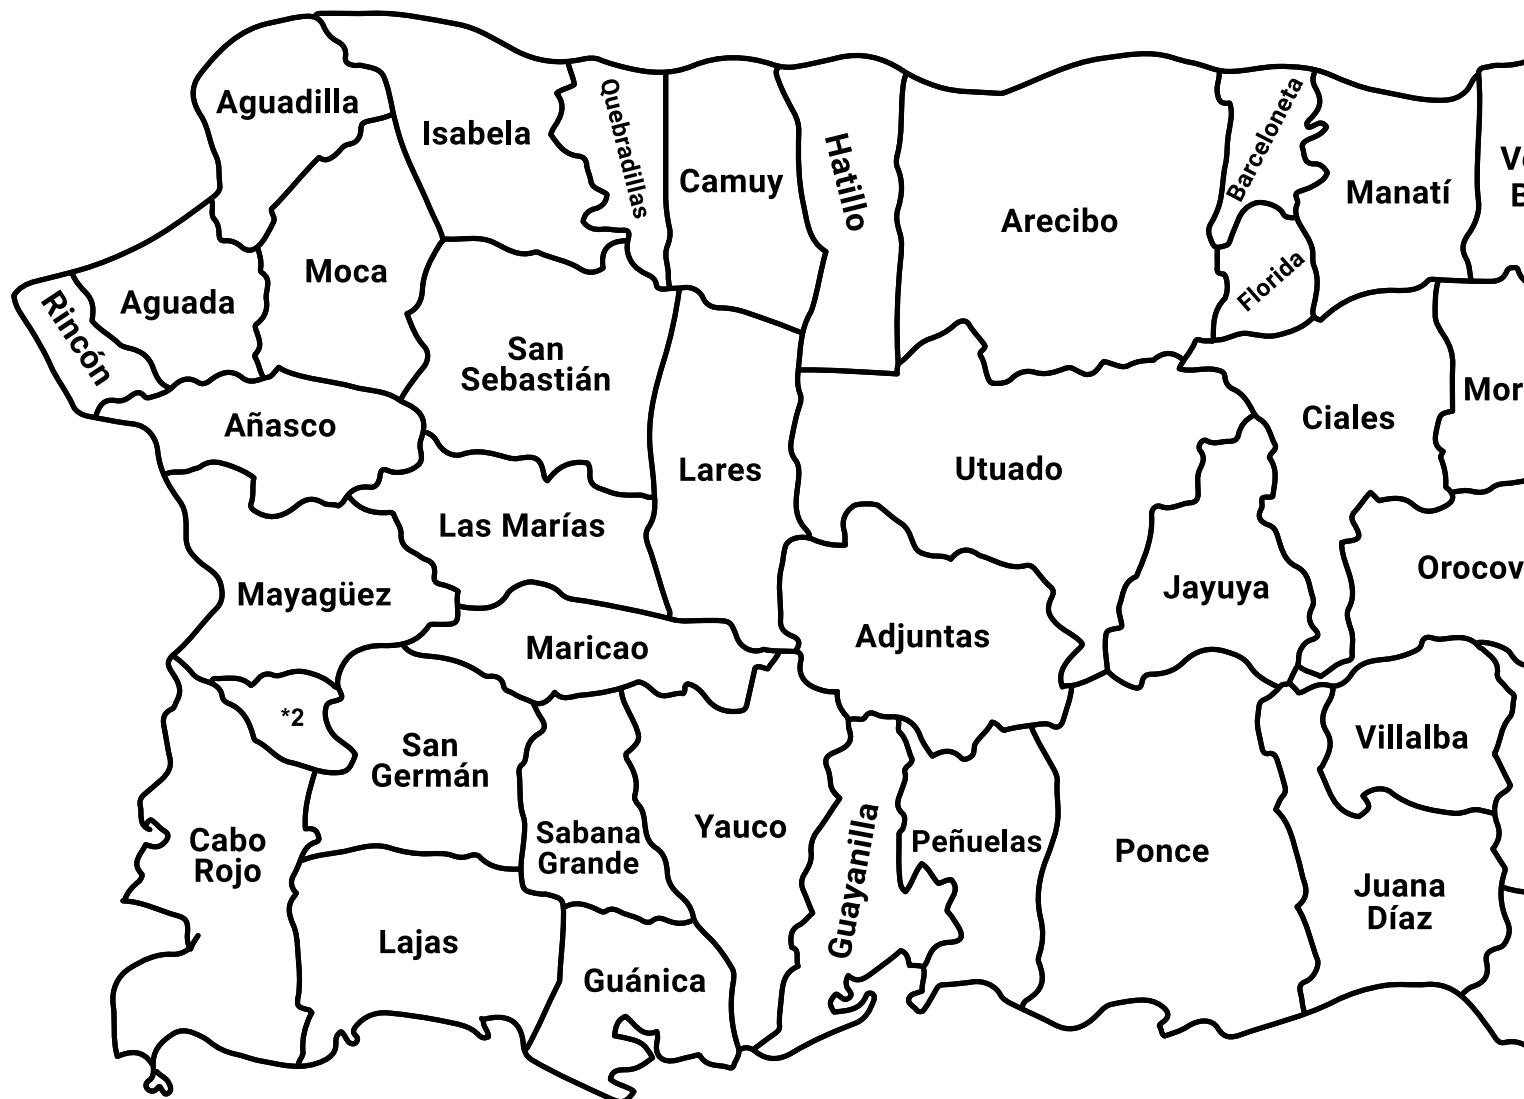 Aguadilla
Isabela
Quebradillas
Camuy
Hatillo
Arecibo
Barceloneta
Manatí
Florida
Moca
Aguada
Rincón
San
Sebastián
Añasco
Lares
Utuado
Ciales
Las Marías
Mayagüez
Maricao
Adjuntas
Jayuya
*2
San
Germán
Villalba
Cabo
Rojo
Sabana
Grande
Yauco
Guayanilla
Peñuelas
Ponce
Juana
Díaz
Lajas
Guánica